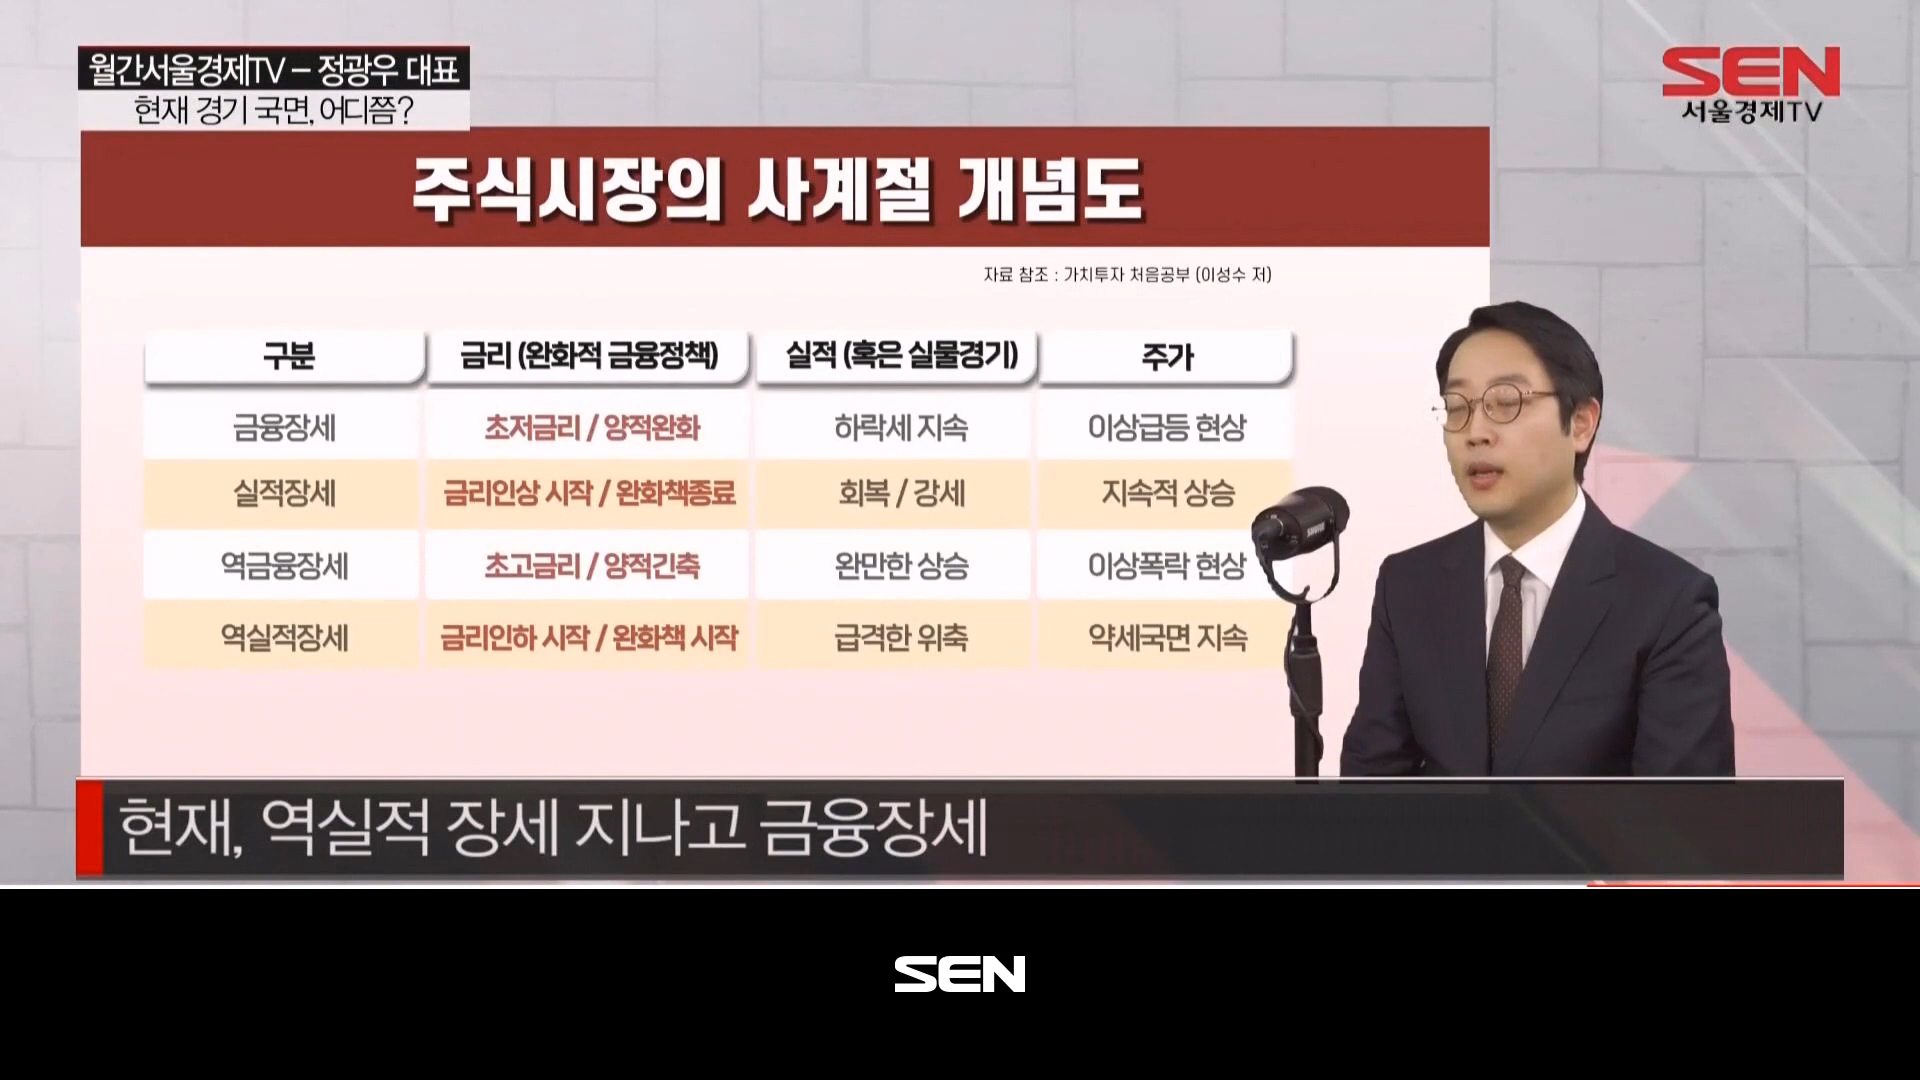 월간서울경제TV – 정광우 대표
현재 경기 국면, 어디쯤?
SEN
서울경제TV
주식시장의 사계절 개념도
자료 참조 : 가치투자 처음공부 (이성수 저)
구분 금리 (완화적 금융정책) 실적 (혹은 실물경기) 주가
금융장세 초저금리 / 양적완화 하락세 지속 이상급등 현상
실적장세 금리인상 시작 / 완화책종료 회복 / 강세 지속적 상승
역금융장세 초고금리 / 양적긴축 완만한 상승 이상폭락 현상
역실적장세 금리인하 시작 / 완화책 시작 급격한 위축 약세국면 지속
SHURE
현재, 역실적 장세 지나고 금융장세
SEN